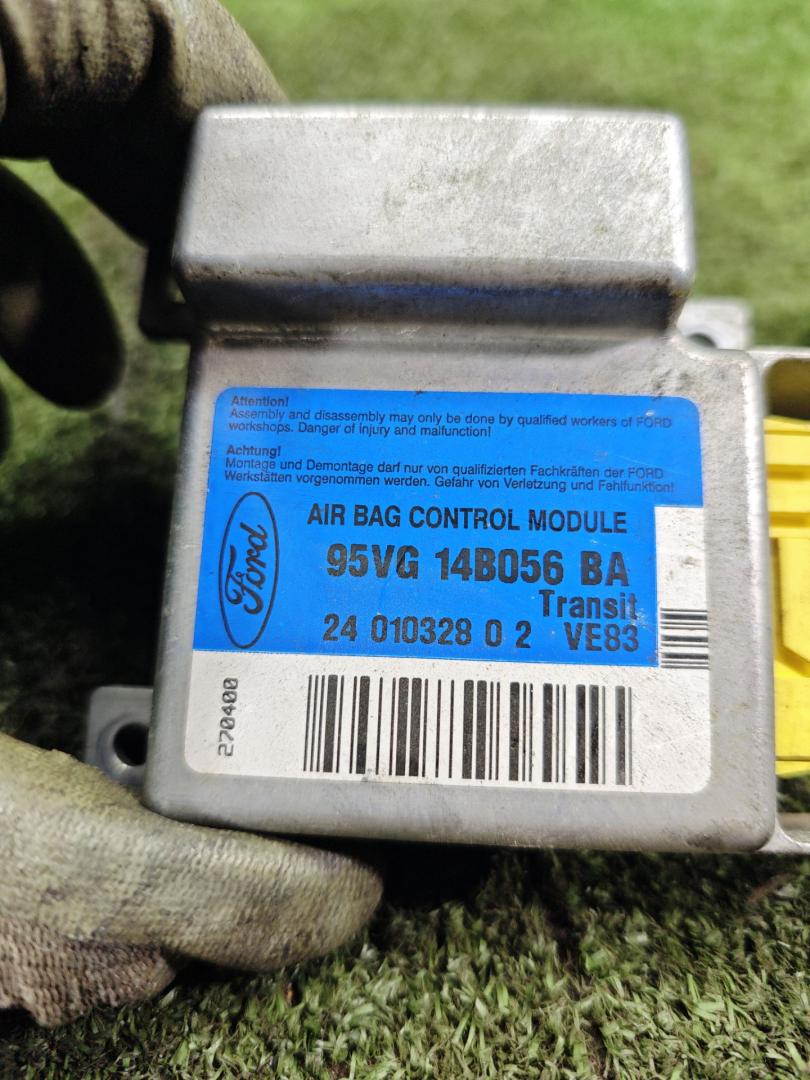 Attention!
Assembly and disassembly may only be done by qualified workers of FORD
workshops. Danger of injury and malfunction!
Achtung!
Montage und Demontage darf nur von qualifizierten Fachkräften der FORD
Werkstätten vorgenommen werden. Gefahr von Verletzung und Fehlfunktion!
Ford
AIR BAG CONTROL MODULE
95VG 14B056 BA
Transit
24 010328 0 2 VE83
270400